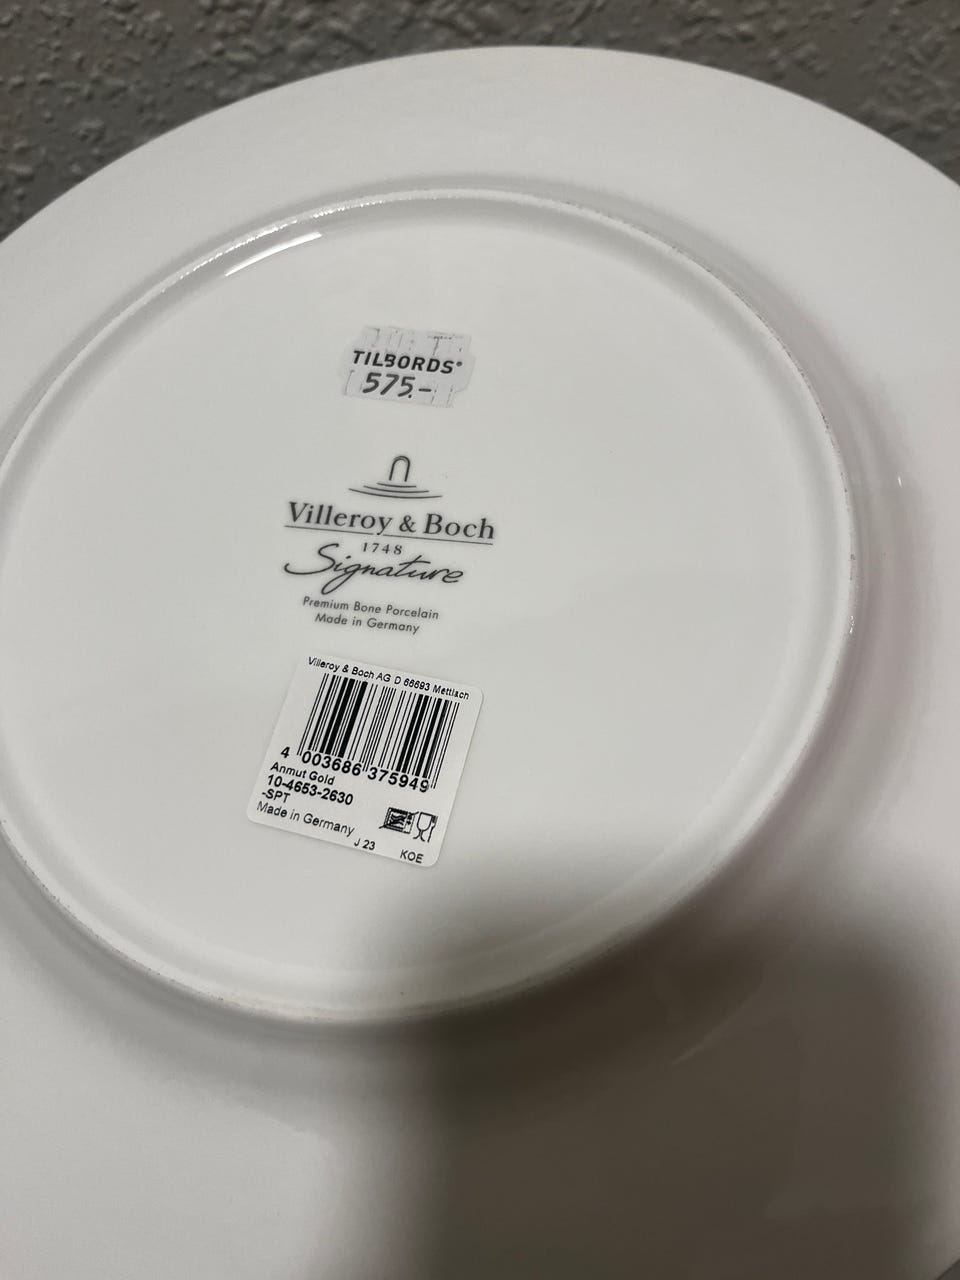 TILBORDS®
575.-
Villeroy & Boch
1748
Signature
Premium Bone Porcelain
Made in Germany
Villeroy & Boch AG D 66693 Mettlach
4 003686 375949
Anmut Gold
10-4653-2630
-SPT
Made in Germany
J 23 KOE